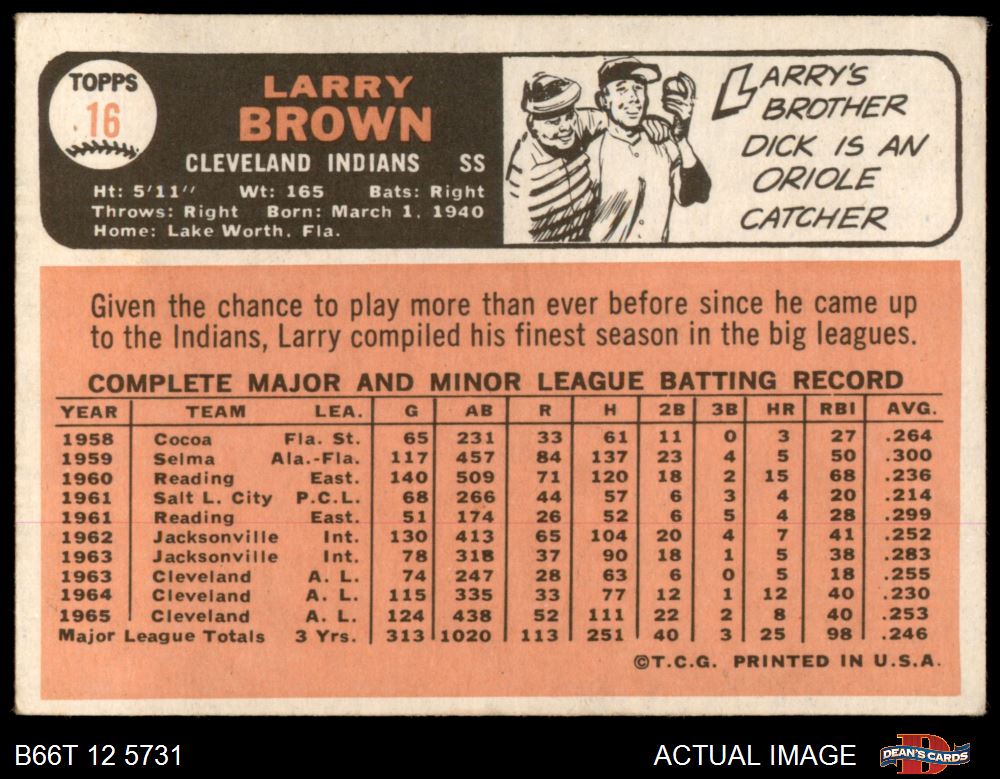 TOPPS
16
LARRY
BROWN
CLEVELAND INDIANS SS
Ht: 5'11" Wt: 165 Bats: Right
Throws: Right Born: March 1, 1940
Home: Lake Worth, Fla.
LARRY'S
BROTHER
DICK IS AN
ORIOLE
CATCHER
Given the chance to play more than ever before since he came up
to the Indians, Larry compiled his finest season in the big leagues.
COMPLETE MAJOR AND MINOR LEAGUE BATTING RECORD
YEAR TEAM LEA. G AB R H 2B 3B HR RBI AVG.
1958 Cocoa Fla. St. 65 231 33 61 11 0 3 27 .264
1959 Selma Ala.-Fla. 117 457 84 137 23 4 5 50 .300
1960 Reading East. 140 509 71 120 18 2 15 68 .236
1961 Salt L. City P.C.L. 68 266 44 57 6 3 4 20 .214
1961 Reading East. 51 174 26 52 6 5 4 28 .299
1962 Jacksonville Int. 130 413 65 104 20 4 7 41 .252
1963 Jacksonville Int. 78 318 37 90 18 1 5 38 .283
1963 Cleveland A. L. 74 247 28 63 6 0 5 18 .255
1964 Cleveland A. L. 115 335 33 77 12 1 12 40 .230
1965 Cleveland A. L. 124 438 52 111 22 2 8 40 .253
Major League Totals 3 Yrs. 313 1020 113 251 40 3 25 98 .246
©T.C.G. PRINTED IN U.S.A.
B66T 12 5731 ACTUAL IMAGE
D
DEAN'S CARDS